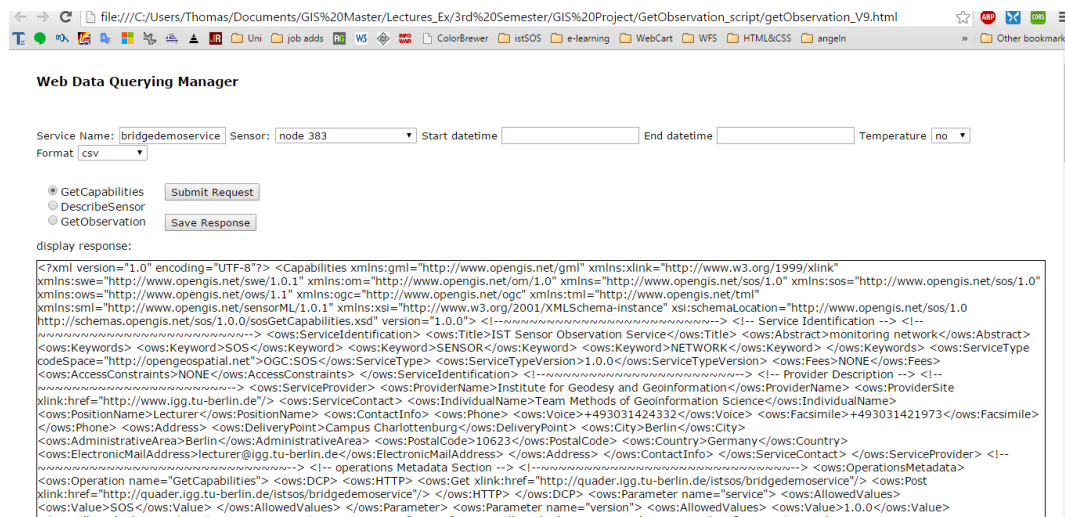 file:///C:/Users/Thomas/Documents/GIS%20Master/Lectures_Ex/3rd%20Semester/GIS%20Project/GetObservation_script/getObservation_V9.html ABP CORS
Uni job adds RG W3 INFO WAR ColorBrewer istSOS e-learning WebCart WFS HTML&CSS angeln » Other bookmark
Web Data Querying Manager
Service Name: bridgedemoservice Sensor: node 383 Start datetime End datetime Temperature no
Format csv
GetCapabilities Submit Request
DescribeSensor
GetObservation Save Response
display response:
<?xml version="1.0" encoding="UTF-8"?> <Capabilities xmlns:gml="http://www.opengis.net/gml" xmlns:xlink="http://www.w3.org/1999/xlink"
xmlns:swe="http://www.opengis.net/swe/1.0.1" xmlns:om="http://www.opengis.net/om/1.0" xmlns="http://www.opengis.net/sos/1.0" xmlns:sos="http://www.opengis.net/sos/1.0"
xmlns:ows="http://www.opengis.net/ows/1.1" xmlns:ogc="http://www.opengis.net/ogc" xmlns:tml="http://www.opengis.net/tml"
xmlns:sml="http://www.opengis.net/sensorML/1.0.1" xmlns:xsi="http://www.w3.org/2001/XMLSchema-instance" xsi:schemaLocation="http://www.opengis.net/sos/1.0
http://schemas.opengis.net/sos/1.0.0/sosGetCapabilities.xsd" version="1.0.0"> <!--~~~~~~~~~~~~~~~~~~~~~~~~~~--> <!-- Service Identification --> <!--
~~~~~~~~~~~~~~~~~~~~~~~~~~--> <ows:ServiceIdentification> <ows:Title>IST Sensor Observation Service</ows:Title> <ows:Abstract>monitoring network</ows:Abstract>
<ows:Keywords> <ows:Keyword>SOS</ows:Keyword> <ows:Keyword>SENSOR</ows:Keyword> <ows:Keyword>NETWORK</ows:Keyword> </ows:Keywords> <ows:ServiceType
codeSpace="http://opengeospatial.net">OGC:SOS</ows:ServiceType> <ows:ServiceTypeVersion>1.0.0</ows:ServiceTypeVersion> <ows:Fees>NONE</ows:Fees>
<ows:AccessConstraints>NONE</ows:AccessConstraints> </ows:ServiceIdentification> <!--~~~~~~~~~~~~~~~~~~~~~~~--> <!-- Provider Description --> <!--
~~~~~~~~~~~~~~~~~~~~~~~--> <ows:ServiceProvider> <ows:ProviderName>Institute for Geodesy and Geoinformation</ows:ProviderName> <ows:ProviderSite
xlink:href="http://www.igg.tu-berlin.de"/> <ows:ServiceContact> <ows:IndividualName>Team Methods of Geoinformation Science</ows:IndividualName>
<ows:PositionName>Lecturer</ows:PositionName> <ows:ContactInfo> <ows:Phone> <ows:Voice>+493031424332</ows:Voice> <ows:Facsimile>+493031421973</ows:Facsimile>
</ows:Phone> <ows:Address> <ows:DeliveryPoint>Campus Charlottenburg</ows:DeliveryPoint> <ows:City>Berlin</ows:City>
<ows:AdministrativeArea>Berlin</ows:AdministrativeArea> <ows:PostalCode>10623</ows:PostalCode> <ows:Country>Germany</ows:Country>
<ows:ElectronicMailAddress>lecturer@igg.tu-berlin.de</ows:ElectronicMailAddress> </ows:Address> </ows:ContactInfo> </ows:ServiceContact> </ows:ServiceProvider> <!--
~~~~~~~~~~~~~~~~~~~~~~~~~~~~~~--> <!-- operations Metadata Section --> <!--~~~~~~~~~~~~~~~~~~~~~~~~~~~~~~--> <ows:OperationsMetadata>
<ows:Operation name="GetCapabilities"> <ows:DCP> <ows:HTTP> <ows:Get xlink:href="http://quader.igg.tu-berlin.de/istsos/bridgedemoservice"/> <ows:Post
xlink:href="http://quader.igg.tu-berlin.de/istsos/bridgedemoservice"/> </ows:HTTP> </ows:DCP> <ows:Parameter name="service"> <ows:AllowedValues>
<ows:Value>SOS</ows:Value> </ows:AllowedValues> </ows:Parameter> <ows:Parameter name="version"> <ows:AllowedValues> <ows:Value>1.0.0</ows:Value>